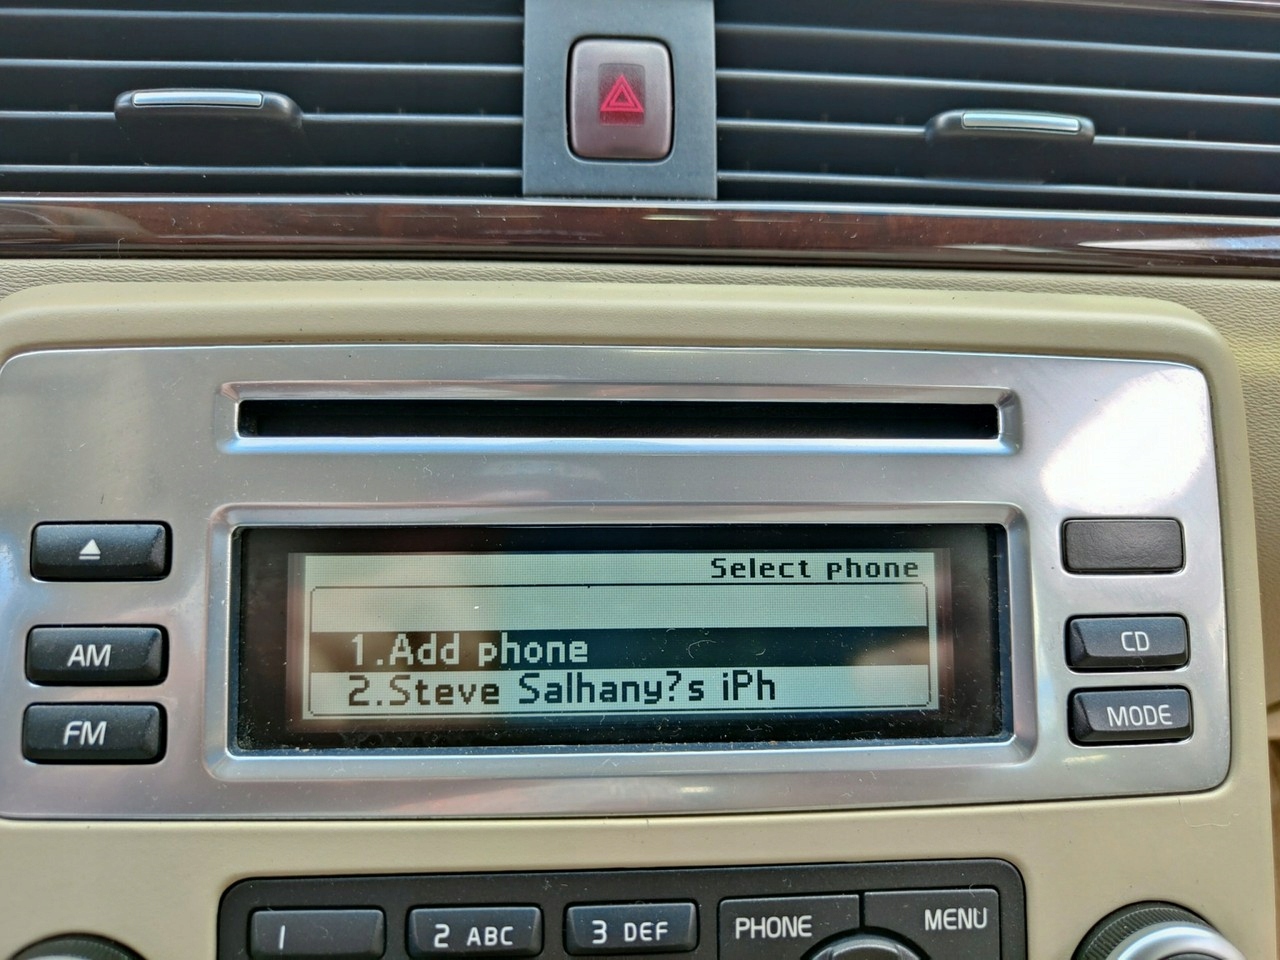 Select phone
1.Add phone
2.Steve Salhany?s iPh
AM
FM
CD
MODE
1
2 ABC
3 DEF
PHONE
MENU